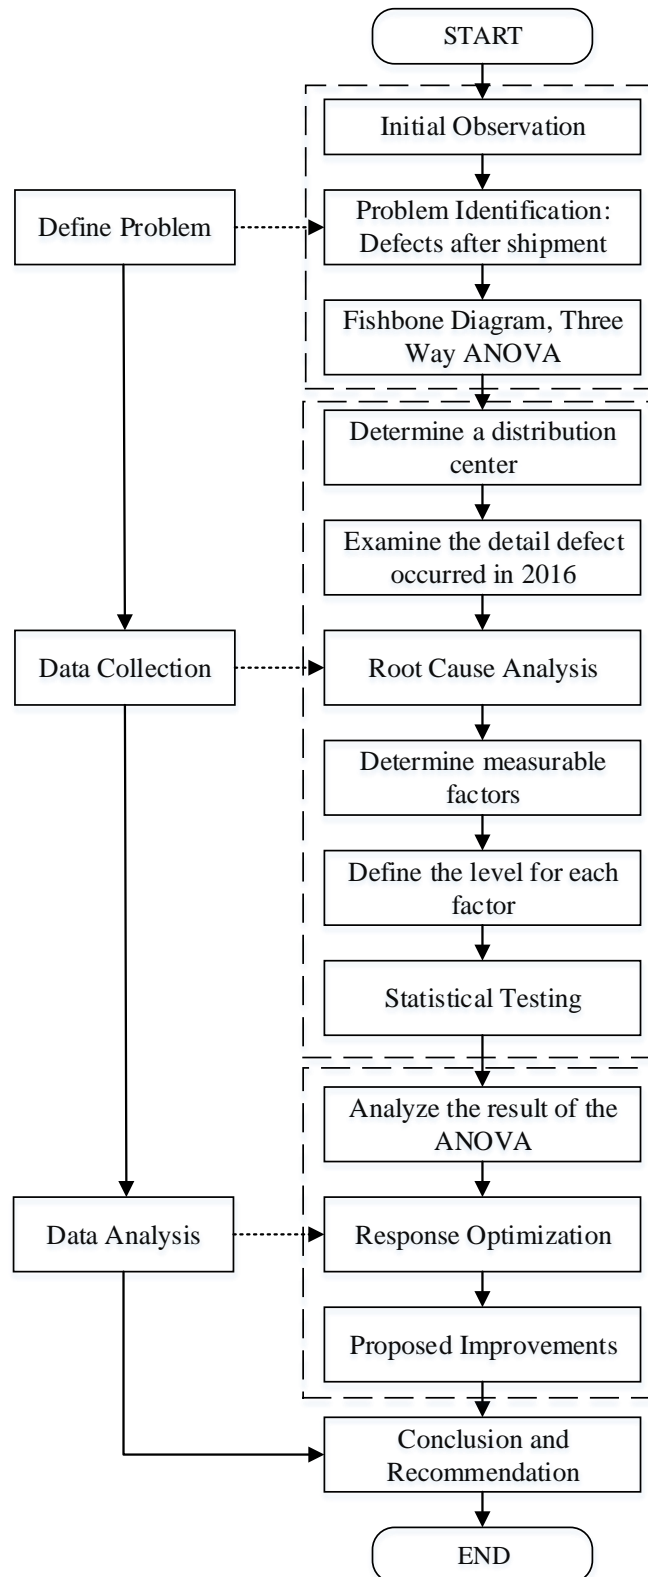 START
Initial Observation
Define Problem
Problem Identification:
Defects after shipment
Fishbone Diagram, Three
Way ANOVA
Determine a distribution
center
Examine the detail defect
occurred in 2016
Data Collection
Root Cause Analysis
Determine measurable
factors
Define the level for each
factor
Statistical Testing
Analyze the result of the
ANOVA
Data Analysis
Response Optimization
Proposed Improvements
Conclusion and
Recommendation
END